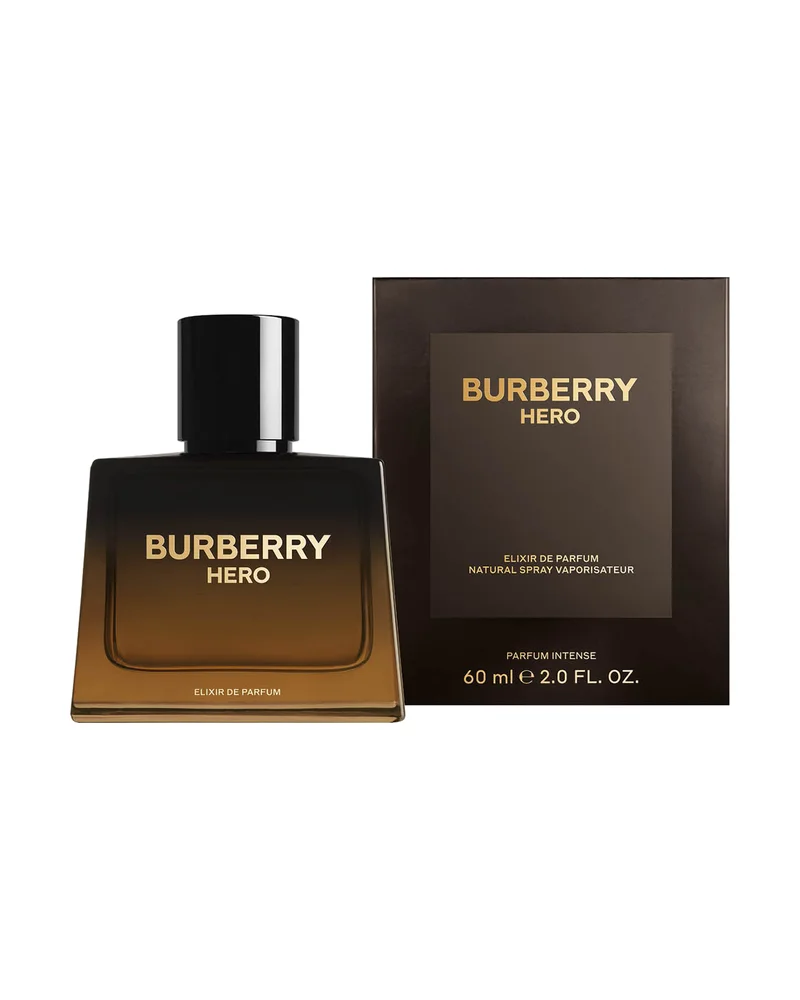 BURBERRY
HERO
ELIXIR DE PARFUM
BURBERRY
HERO
ELIXIR DE PARFUM
NATURAL SPRAY VAPORISATEUR
PARFUM INTENSE
60 ml ℮ 2.0 FL. OZ.